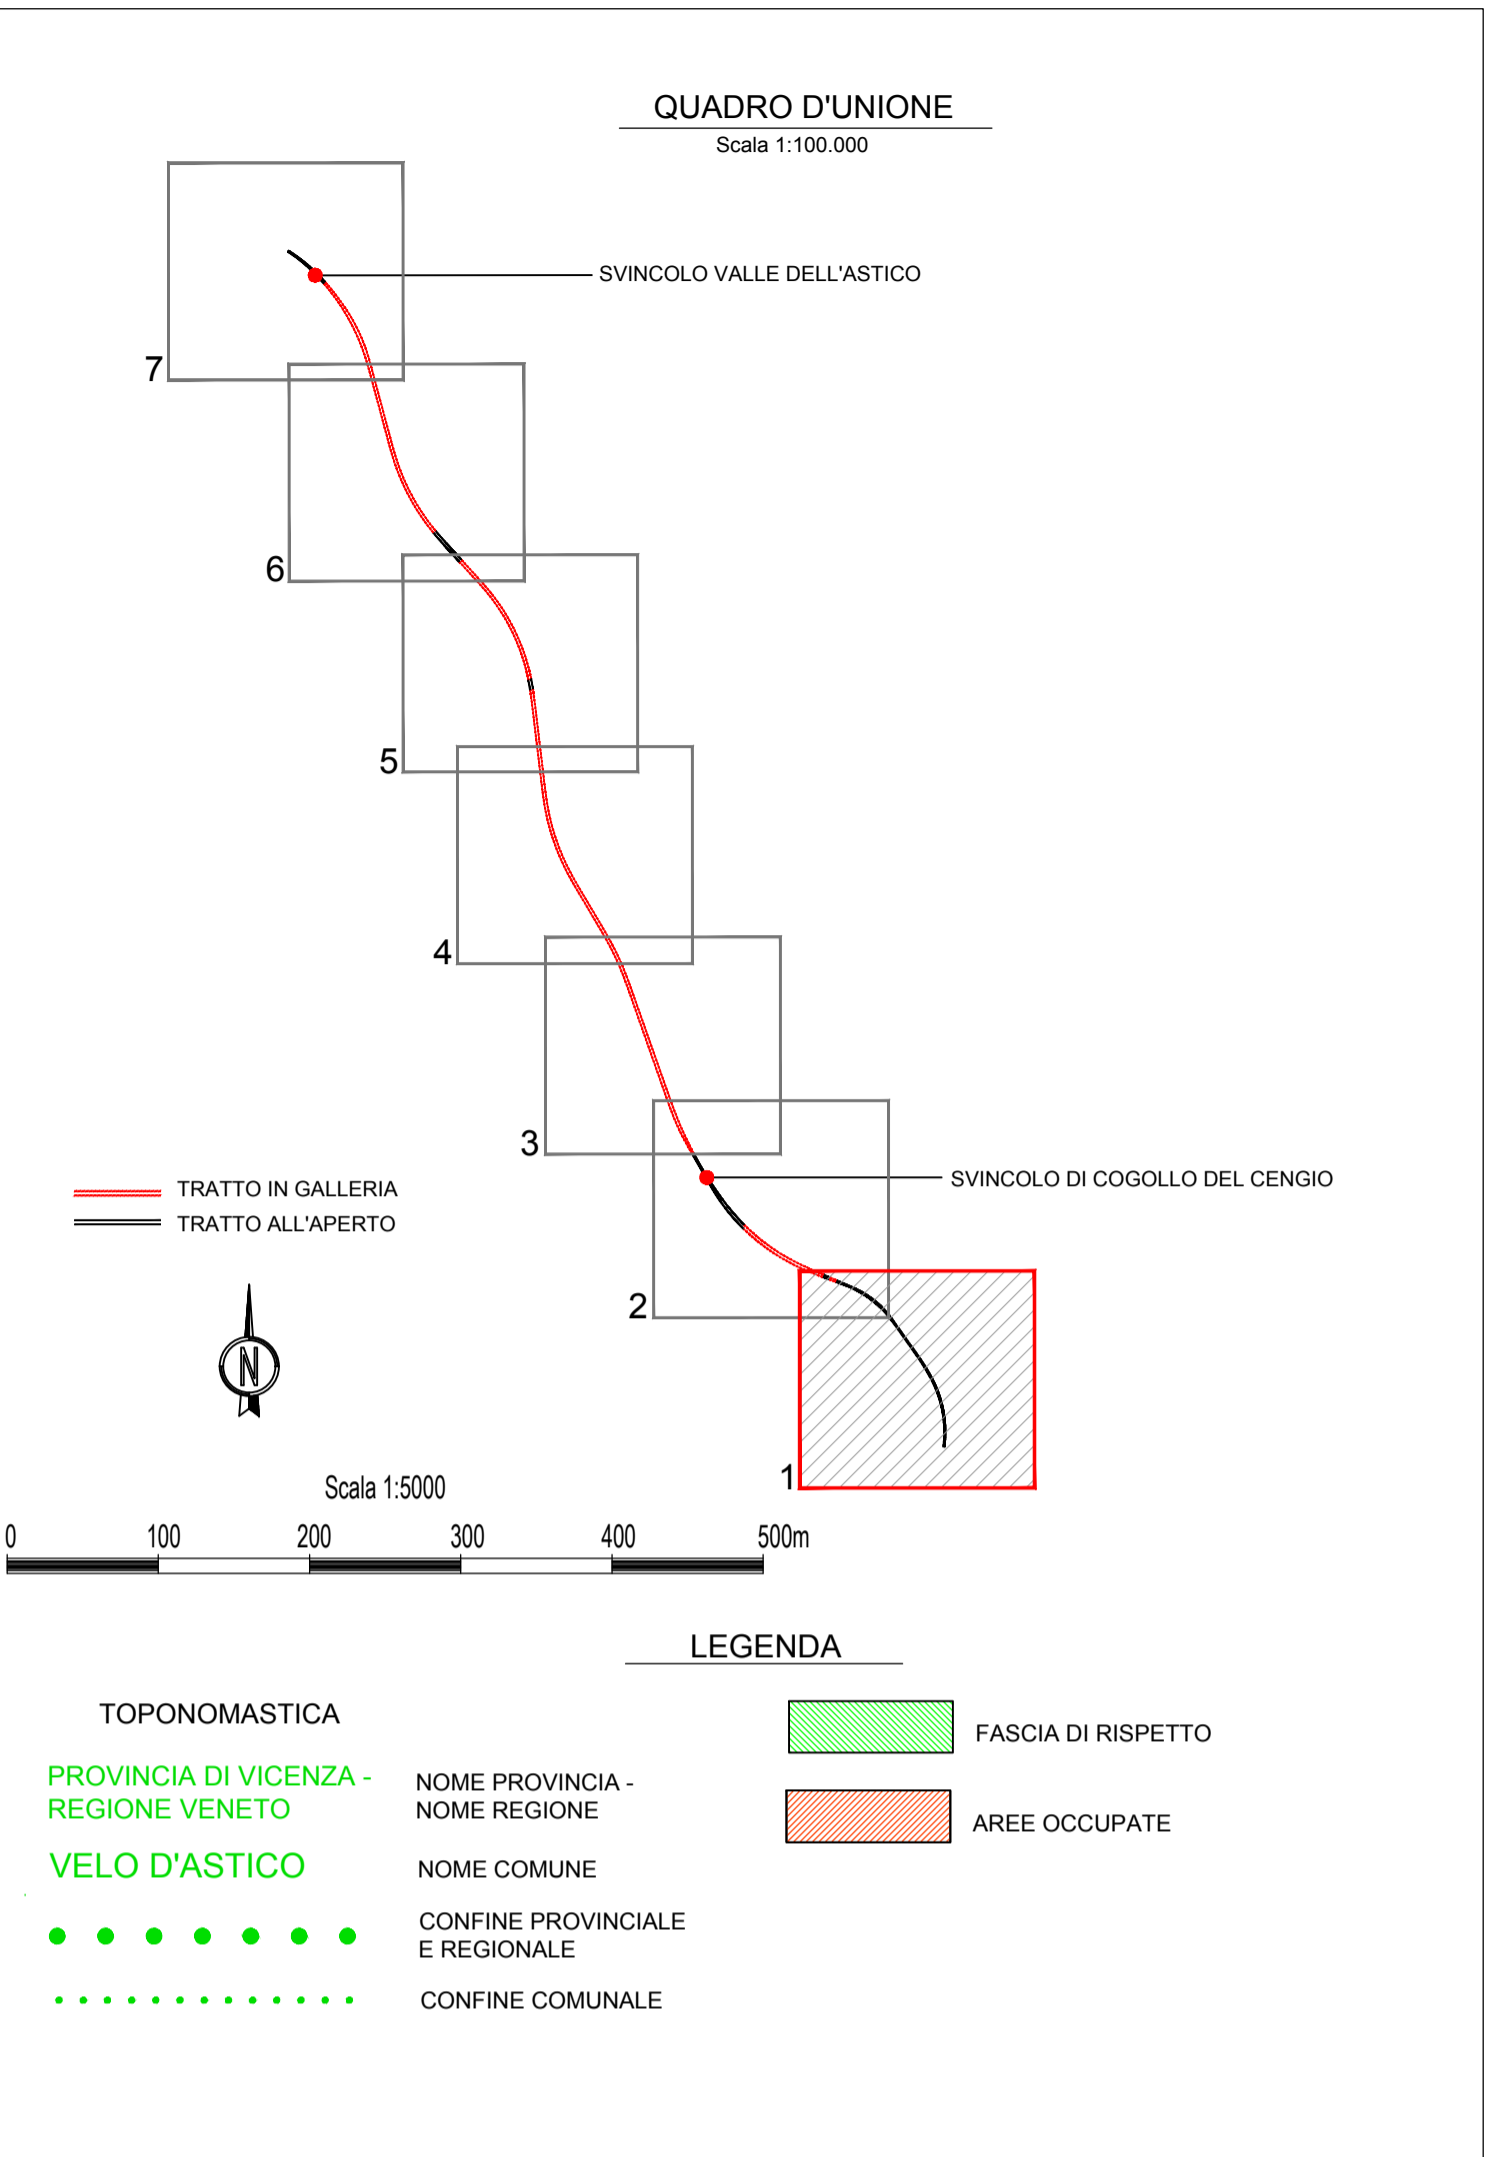 QUADRO D'UNIONE
Scala 1:100.000
SVINCOLO VALLE DELL'ASTICO
7
6
5
4
3
SVINCOLO DI COGOLLO DEL CENGIO
TRATTO IN GALLERIA
TRATTO ALL'APERTO
2
N
1
Scala 1:5000
0 100 200 300 400 500m
LEGENDA
TOPONOMASTICA
PROVINCIA DI VICENZA -
REGIONE VENETO
NOME PROVINCIA -
NOME REGIONE
VELO D'ASTICO
NOME COMUNE
CONFINE PROVINCIALE
E REGIONALE
CONFINE COMUNALE
FASCIA DI RISPETTO
AREE OCCUPATE